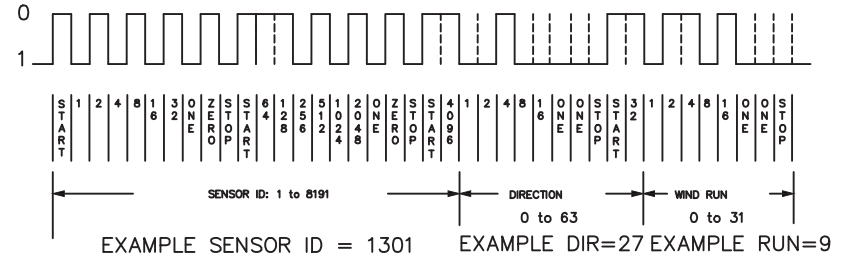 0
1
START 1 2 4 8 16 32 ONE ZERO STOP START 64 128 256 512 1024 2048 ONE ZERO STOP START 4096 1 2 4 8 16 ONE ONE STOP START 32 1 2 4 8 16 ONE ONE STOP
SENSOR ID: 1 to 8191 DIRECTION WIND RUN
0 to 63 0 to 31
EXAMPLE SENSOR ID = 1301 EXAMPLE DIR=27 EXAMPLE RUN=9